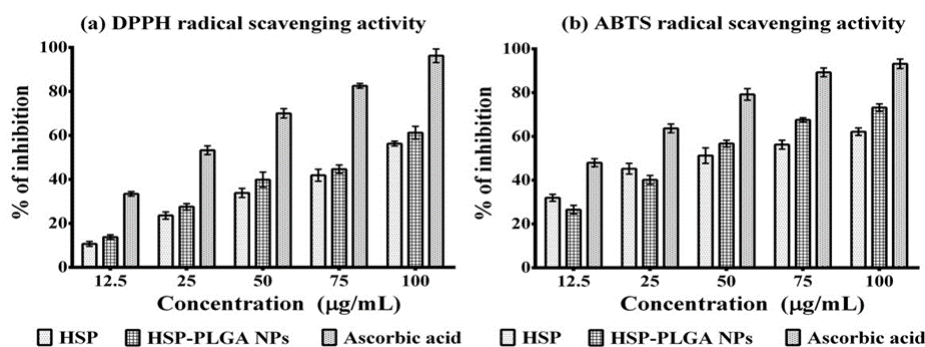 (a) DPPH radical scavenging activity
% of inhibition
100
80
60
40
20
0
12.5 25 50 75 100
Concentration (µg/mL)
HSP HSP-PLGA NPs Ascorbic acid
(b) ABTS radical scavenging activity
% of inhibition
100
80
60
40
20
0
12.5 25 50 75 100
Concentration (µg/mL)
HSP HSP-PLGA NPs Ascorbic acid